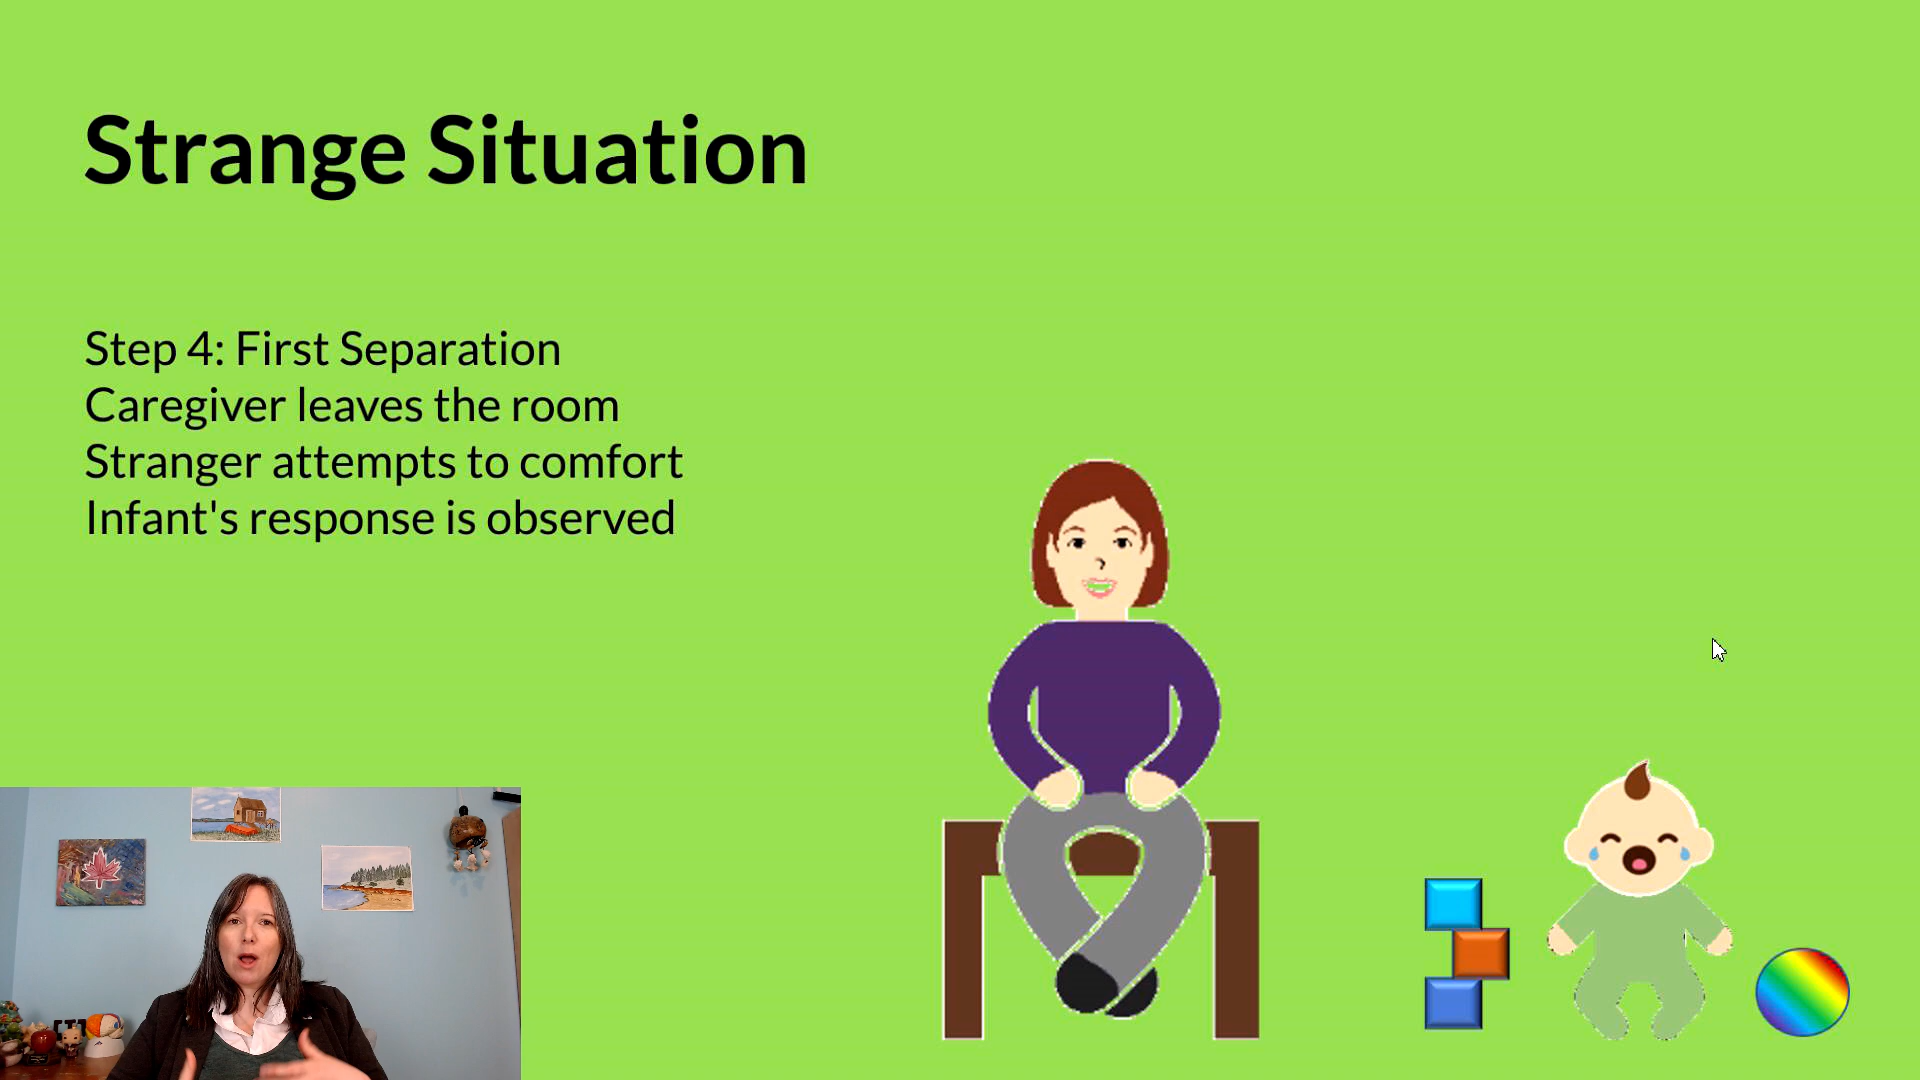 Strange Situation
Step 4: First Separation
Caregiver leaves the room
Stranger attempts to comfort
Infant's response is observed